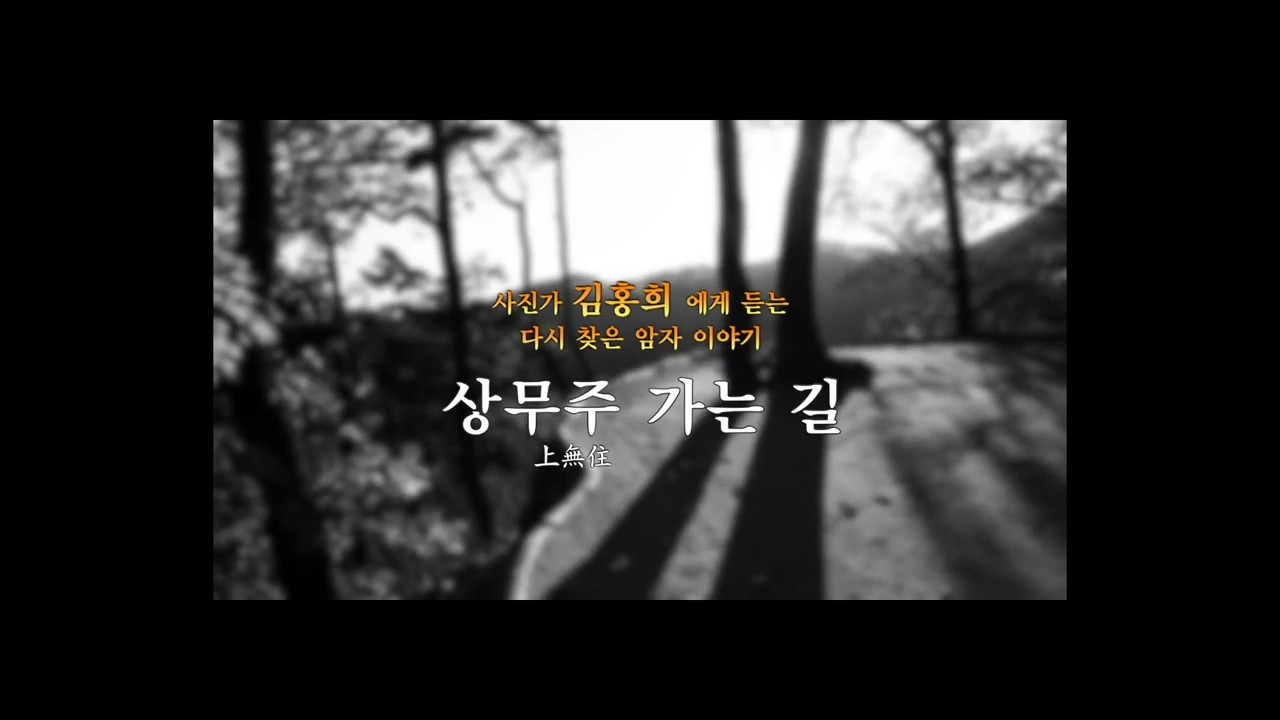 사진가 김홍희 에게 듣는
다시 찾은 암자 이야기
상무주 가는 길
上無住